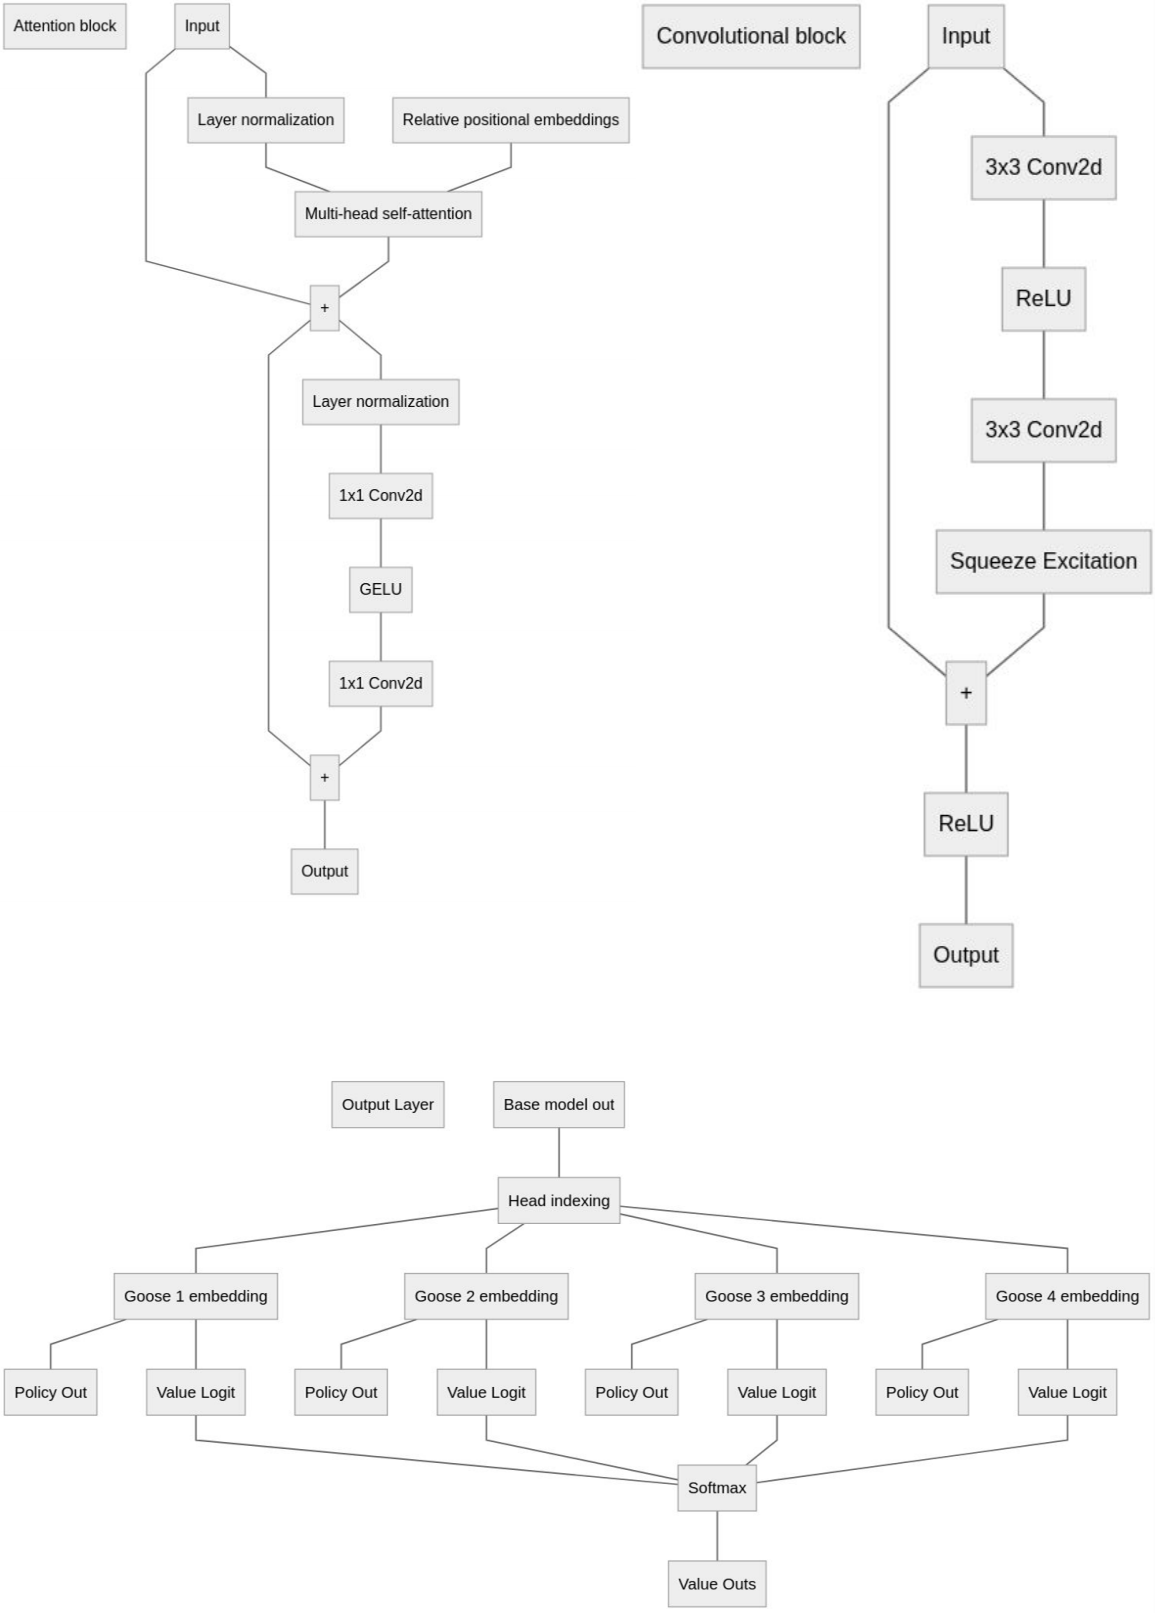 Attention block
Input
Layer normalization
Relative positional embeddings
Multi-head self-attention
+
Layer normalization
1x1 Conv2d
GELU
1x1 Conv2d
+
Output
Convolutional block
Input
3x3 Conv2d
ReLU
3x3 Conv2d
Squeeze Excitation
+
ReLU
Output
Output Layer
Base model out
Head indexing
Goose 1 embedding
Goose 2 embedding
Goose 3 embedding
Goose 4 embedding
Policy Out
Value Logit
Policy Out
Value Logit
Policy Out
Value Logit
Policy Out
Value Logit
Softmax
Value Outs